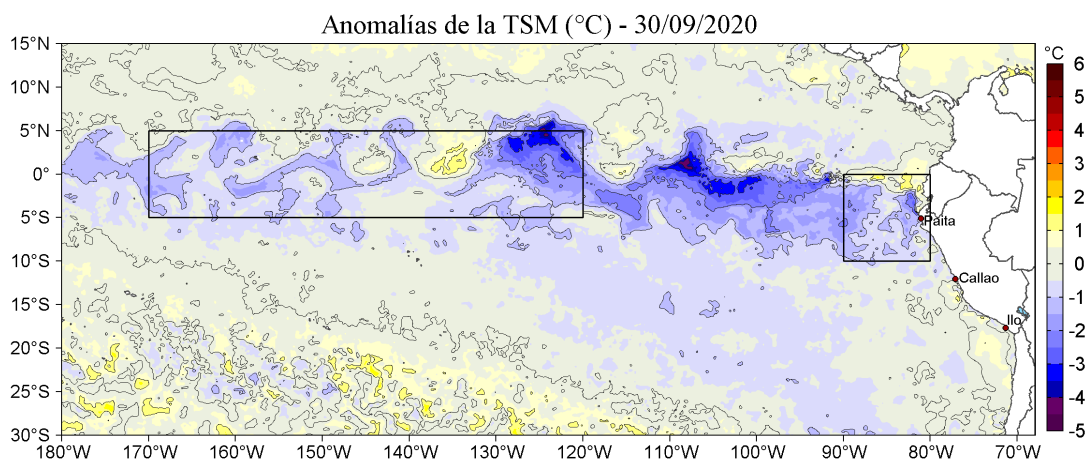 Anomalías de la TSM (°C) - 30/09/2020
15°N
10°N
5°N
0°
5°S
10°S
15°S
20°S
25°S
30°S
180°W
170°W
160°W
150°W
140°W
130°W
120°W
110°W
100°W
90°W
80°W
70°W
Paita
Callao
Ilo
°C
6
5
4
3
2
1
0
-1
-2
-3
-4
-5